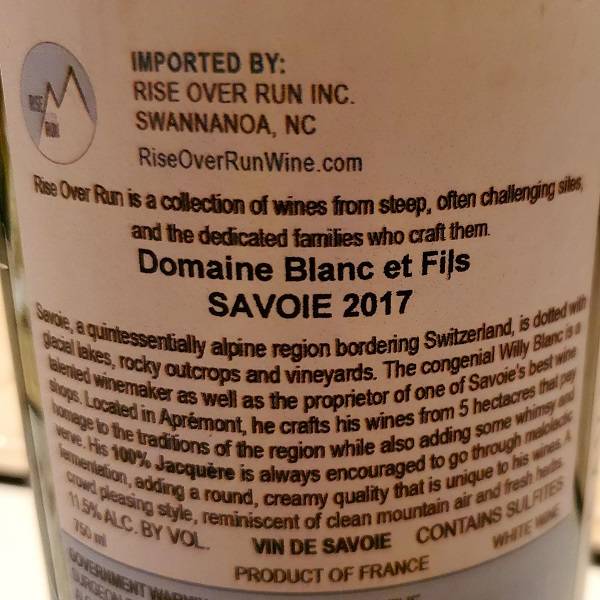 RISE
RUN
IMPORTED BY:
RISE OVER RUN INC.
SWANNANOA, NC
RiseOverRunWine.com
Rise Over Run is a collection of wines from steep, often challenging sites,
and the dedicated families who craft them.
Domaine Blanc et Fils
SAVOIE 2017
Savoie, a quintessentially alpine region bordering Switzerland, is dotted with
glacial lakes, rocky outcrops and vineyards. The congenial Willy Blanc is a
talented winemaker as well as the proprietor of one of Savoie's best wine
shops. Located in Aprémont, he crafts his wines from 5 hectacres that pay
homage to the traditions of the region while also adding some whimsy and
verve. His 100% Jacquère is always encouraged to go through malolactic
fermentation, adding a round, creamy quality that is unique to his wines. A
crowd pleasing style, reminiscent of clean mountain air and fresh herbs.
11.5% ALC. BY VOL. CONTAINS SULFITES
750 ml VIN DE SAVOIE WHITE WINE
PRODUCT OF FRANCE
GOVERNMENT
SURGEON